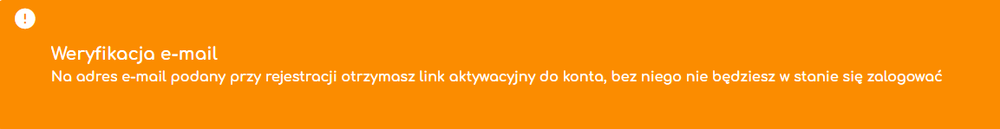 Weryfikacja e-mail
Na adres e-mail podany przy rejestracji otrzymasz link aktywacyjny do konta, bez niego nie będziesz w stanie się zalogować